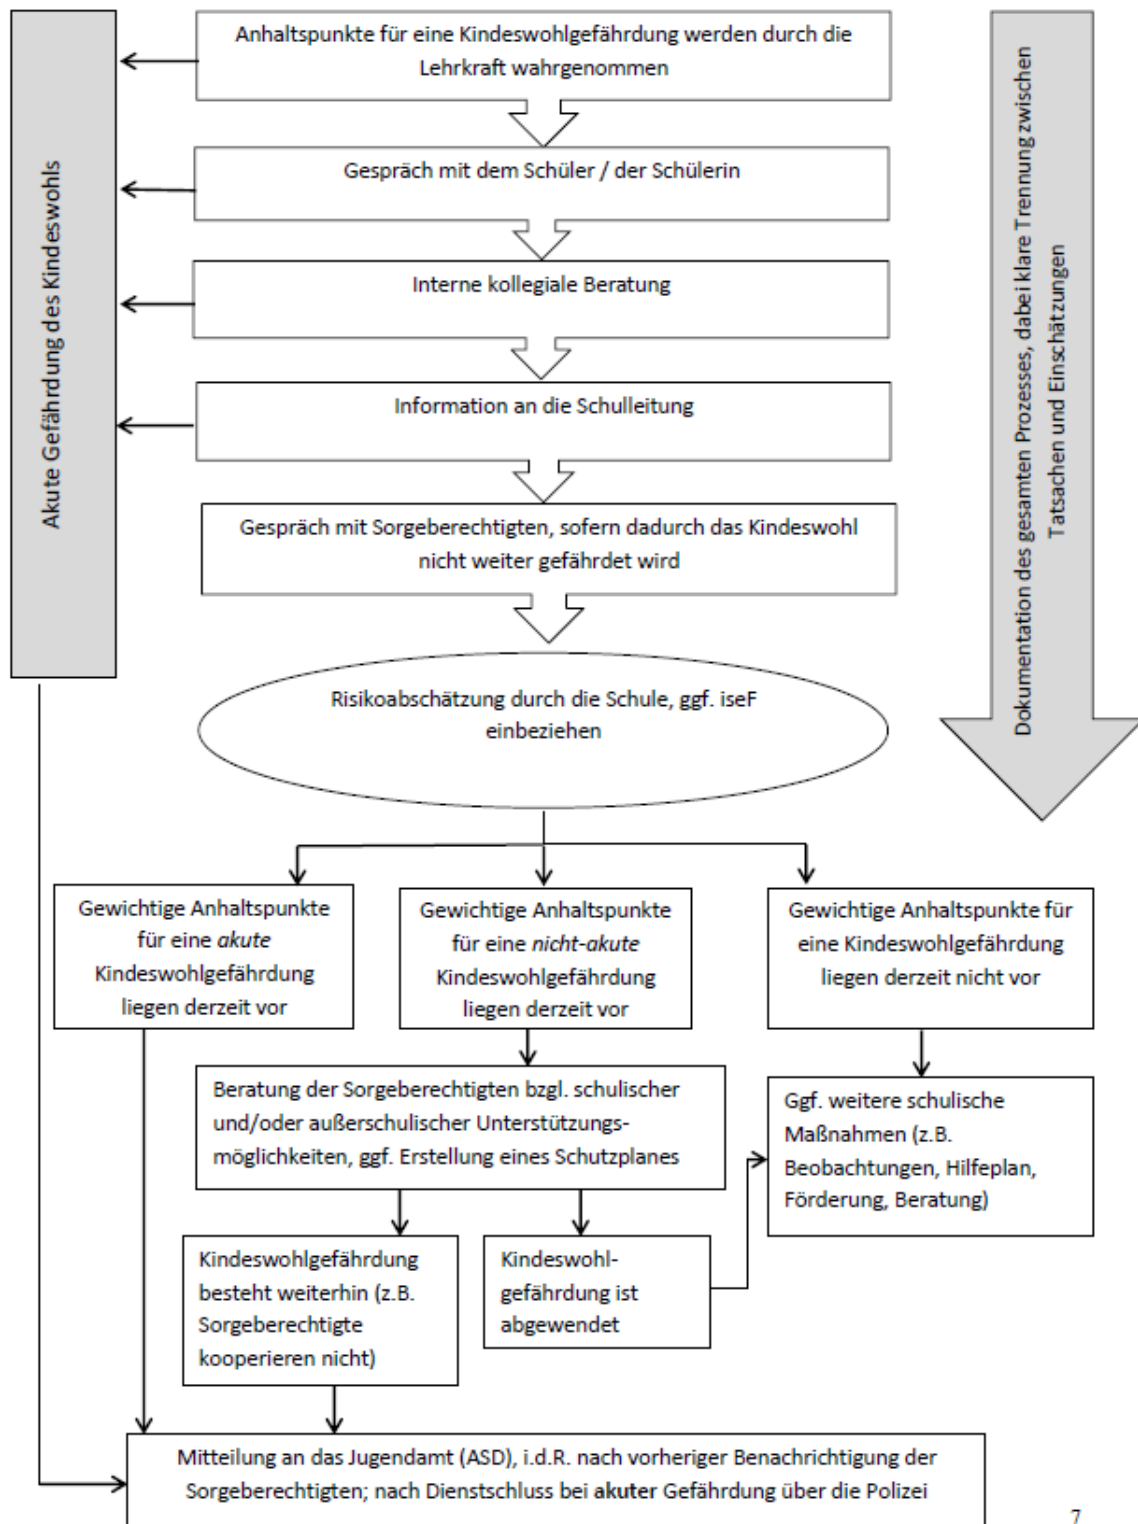 Anhaltspunkte für eine Kindeswohlgefährdung werden durch die
Lehrkraft wahrgenommen
Akute Gefährdung des Kindeswohls
Dokumentation des gesamten Prozesses, dabei klare Trennung zwischen
Tatsachen und Einschätzungen
Gespräch mit dem Schüler / der Schülerin
Interne kollegiale Beratung
Information an die Schulleitung
Gespräch mit Sorgeberechtigten, sofern dadurch das Kindeswohl
nicht weiter gefährdet wird
Risikoabschätzung durch die Schule, ggf. iseF
einbeziehen
Gewichtige Anhaltspunkte
für eine akute
Kindeswohlgefährdung
liegen derzeit vor
Gewichtige Anhaltspunkte
für eine nicht-akute
Kindeswohlgefährdung
liegen derzeit vor
Gewichtige Anhaltspunkte für
eine Kindeswohlgefährdung
liegen derzeit nicht vor
Beratung der Sorgeberechtigten bzgl. schulischer
und/oder außerschulischer Unterstützungs-
möglichkeiten, ggf. Erstellung eines Schutzplanes
Ggf. weitere schulische
Maßnahmen (z.B.
Beobachtungen, Hilfeplan,
Förderung, Beratung)
Kindeswohlgefährdung
besteht weiterhin (z.B.
Sorgeberechtigte
kooperieren nicht)
Kindeswohl-
gefährdung ist
abgewendet
Mitteilung an das Jugendamt (ASD), i.d.R. nach vorheriger Benachrichtigung der
Sorgeberechtigten; nach Dienstschluss bei akuter Gefährdung über die Polizei
7